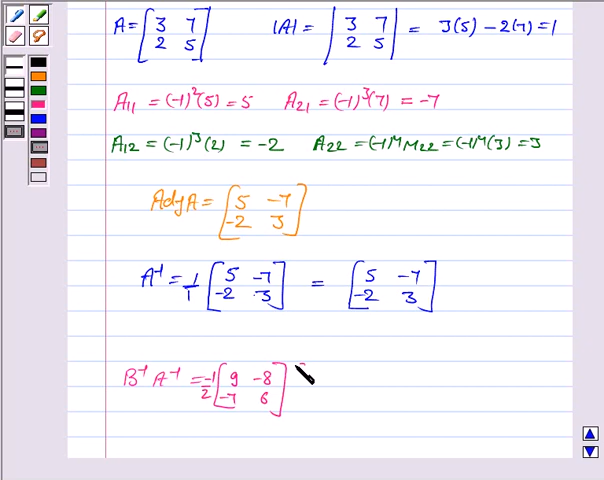 A = [3 7 2 5] |A| = |3 7 2 5| = 3(5) - 2(7) = 1
A11 = (-1)²(5) = 5 A21 = (-1)³(7) = -7
A12 = (-1)³(2) = -2 A22 = (-1)⁴ M22 = (-1)⁴(3) = 3
Adj A = [5 -7 -2 3]
A⁻¹ = 1/1 [5 -7 -2 3] = [5 -7 -2 3]
B⁻¹ A⁻¹ = -1/2 [9 -8 -7 6]